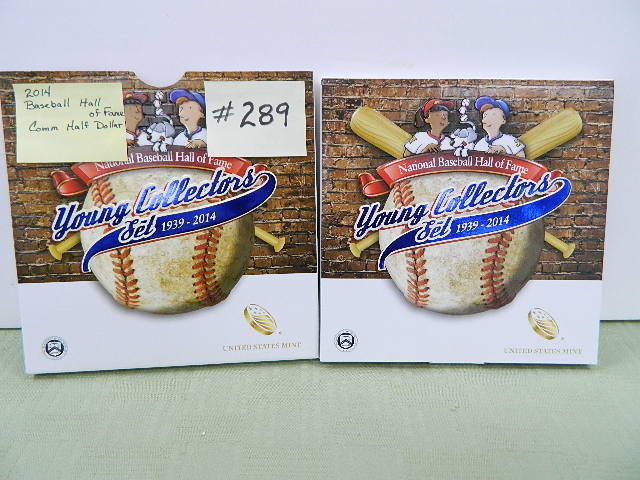 2014
Baseball Hall
of Fame
Comm Half Dollar
#289
National Baseball Hall of Fame
Young Collectors
Set 1939 - 2014
UNITED STATES MINT
National Baseball Hall of Fame
Young Collectors
Set 1939 - 2014
UNITED STATES MINT